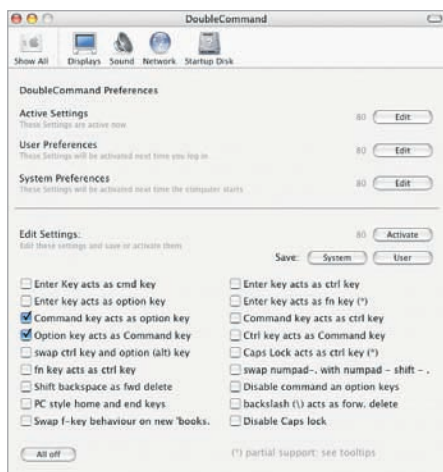 DoubleCommand
Show All Displays Sound Network Startup Disk
DoubleCommand Preferences
Active Settings
These Settings are active now
80 Edit
User Preferences
These Settings will be activated next time you log in
80 Edit
System Preferences
These Settings will be activated next time the computer starts
80 Edit
Edit Settings:
Edit these settings and save or activate them
80 Activate
Save: System User
Enter Key acts as cmd key
Enter key acts as option key
Command key acts as option key
Option key acts as Command key
swap ctrl key and option (alt) key
fn key acts as ctrl key
Shift backspace as fwd delete
PC style home and end keys
Swap f-key behaviour on new 'books.
Enter key acts as ctrl key
Enter key acts as fn key (*)
Command key acts as ctrl key
Ctrl key acts as Command key
Caps Lock acts as ctrl key (*)
swap numpad-. with numpad - shift - .
Disable command an option keys
backslash (\) acts as forw. delete
Disable Caps lock
All off
(*) partial support: see tooltips